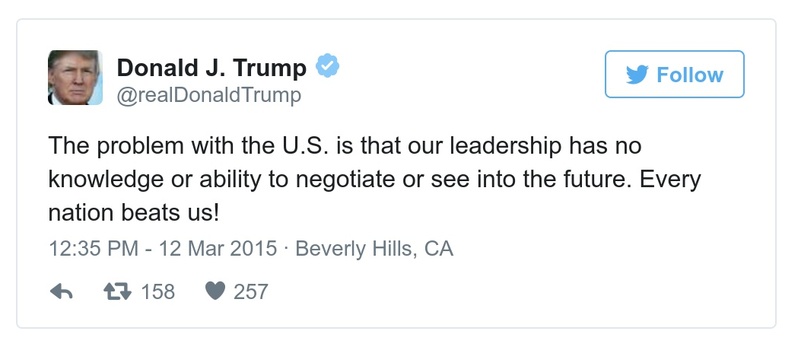 Donald J. Trump
@realDonaldTrump
Follow
The problem with the U.S. is that our leadership has no
knowledge or ability to negotiate or see into the future. Every
nation beats us!
12:35 PM - 12 Mar 2015 · Beverly Hills, CA
158 257